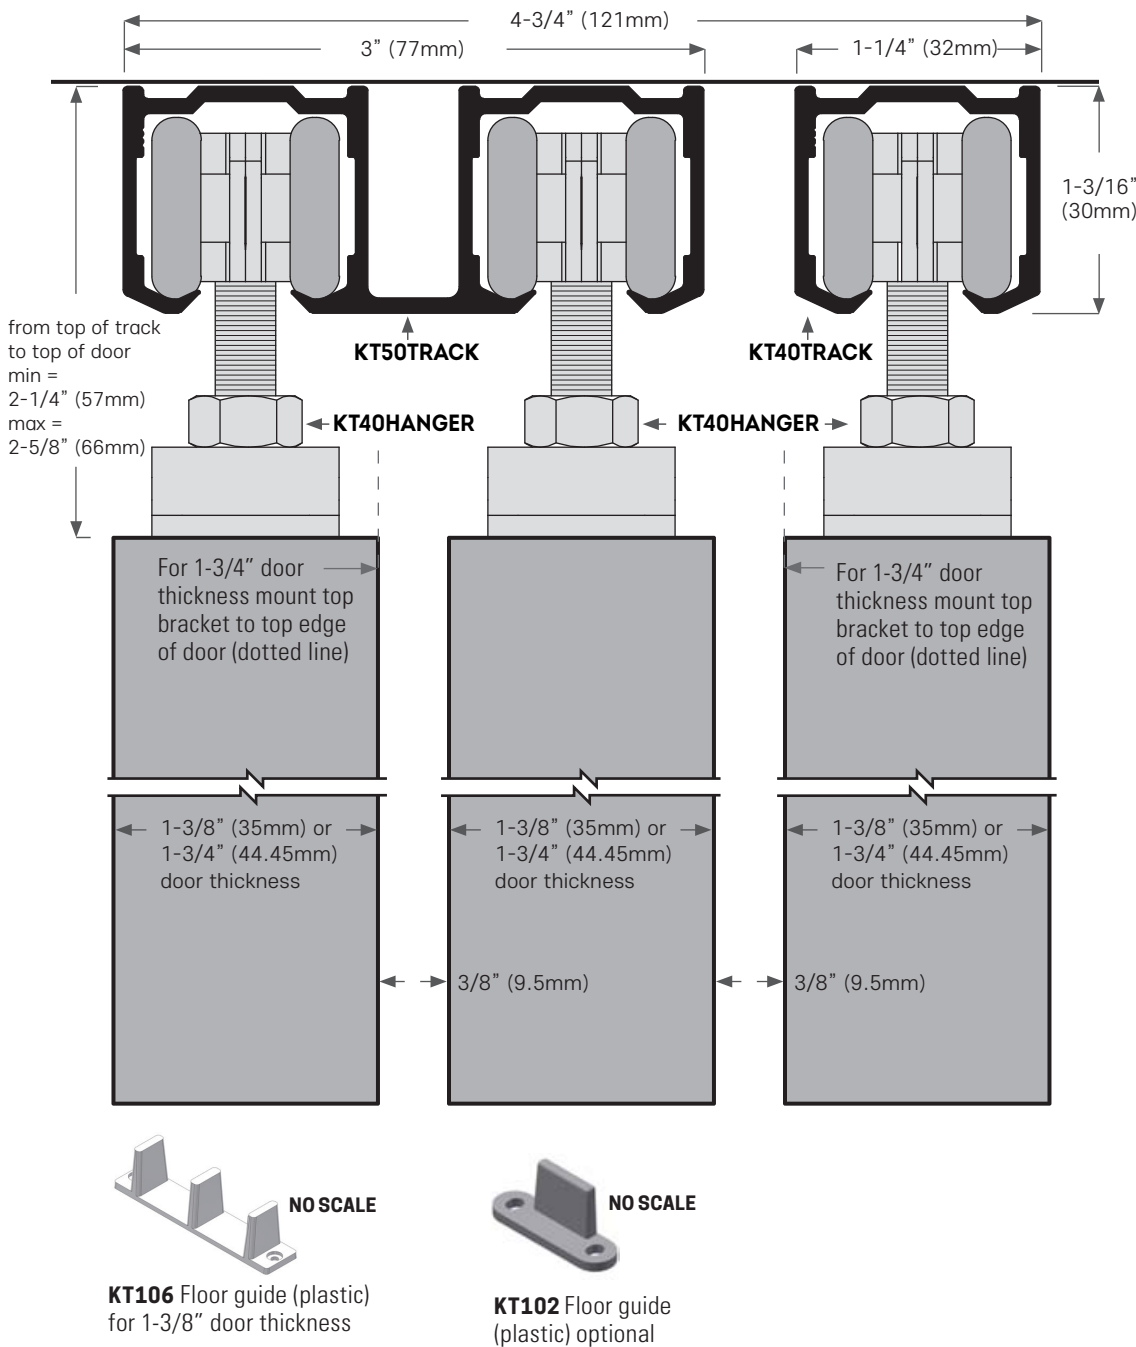 4-3/4” (121mm)
3” (77mm)
1-1/4” (32mm)
1-3/16”
(30mm)
from top of track
to top of door
min =
2-1/4” (57mm)
max =
2-5/8” (66mm)
KT50TRACK
KT40TRACK
KT40HANGER
KT40HANGER
For 1-3/4” door
thickness mount top
bracket to top edge
of door (dotted line)
For 1-3/4” door
thickness mount top
bracket to top edge
of door (dotted line)
1-3/8” (35mm) or
1-3/4” (44.45mm)
door thickness
1-3/8” (35mm) or
1-3/4” (44.45mm)
door thickness
1-3/8” (35mm) or
1-3/4” (44.45mm)
door thickness
3/8” (9.5mm)
3/8” (9.5mm)
NO SCALE
KT106 Floor guide (plastic)
for 1-3/8” door thickness
NO SCALE
KT102 Floor guide
(plastic) optional